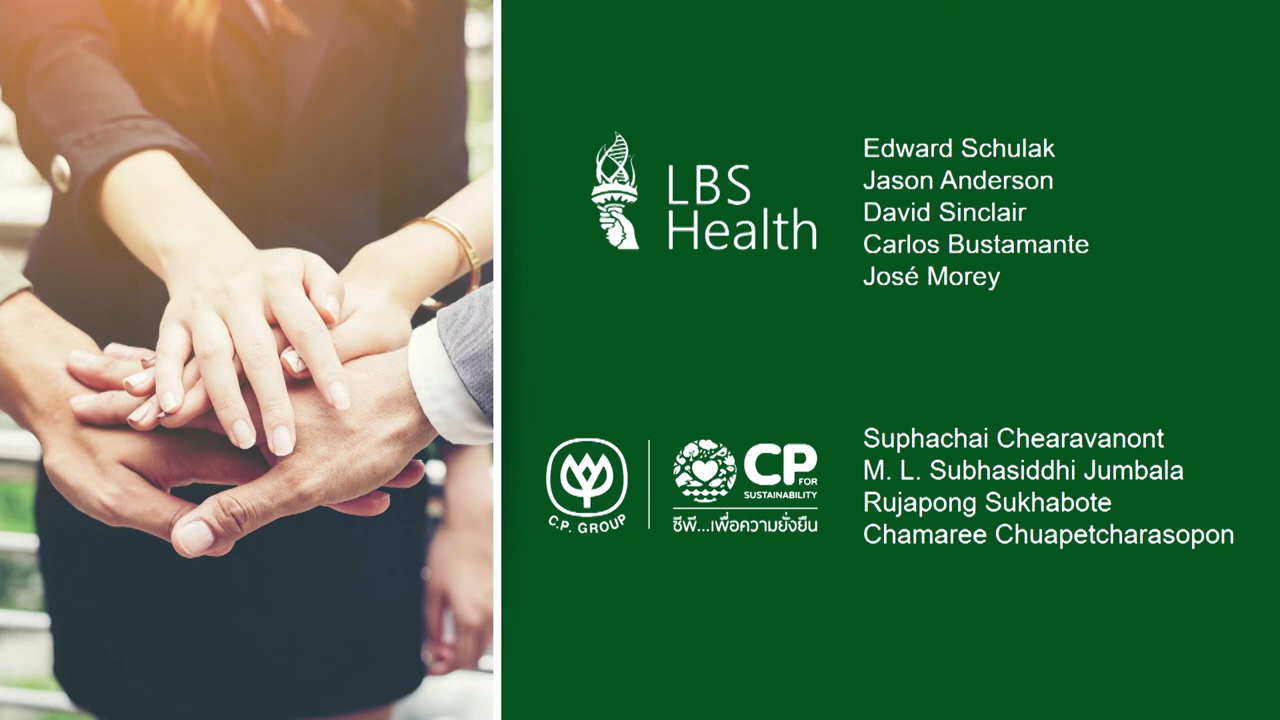 LBS
Health
Edward Schulak
Jason Anderson
David Sinclair
Carlos Bustamante
José Morey
C.P. GROUP
CP
FOR
SUSTAINABILITY
ซีพี...เพื่อความยั่งยืน
Suphachai Chearavanont
M. L. Subhasiddhi Jumbala
Rujapong Sukhabote
Chamaree Chuapetcharasopon